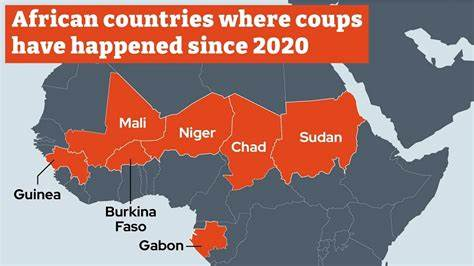 African countries where coups
have happened since 2020
Mali
Niger
Chad
Sudan
Guinea
Burkina
Faso
Gabon